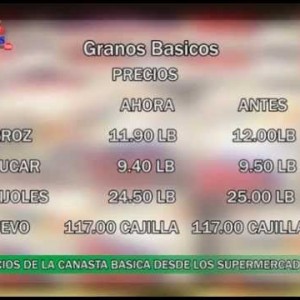 Granos Basicos
PRECIOS
AHORA ANTES
ROZ 11.90 LB 12.00LB
UCAR 9.40 LB 9.50 LB
IJOLES 24.50 LB 25.00 LB
EVO 117.00 CAJILLA 117.00 CAJILLA
CIOS DE LA CANASTA BASICA DESDE LOS SUPERMERCAD